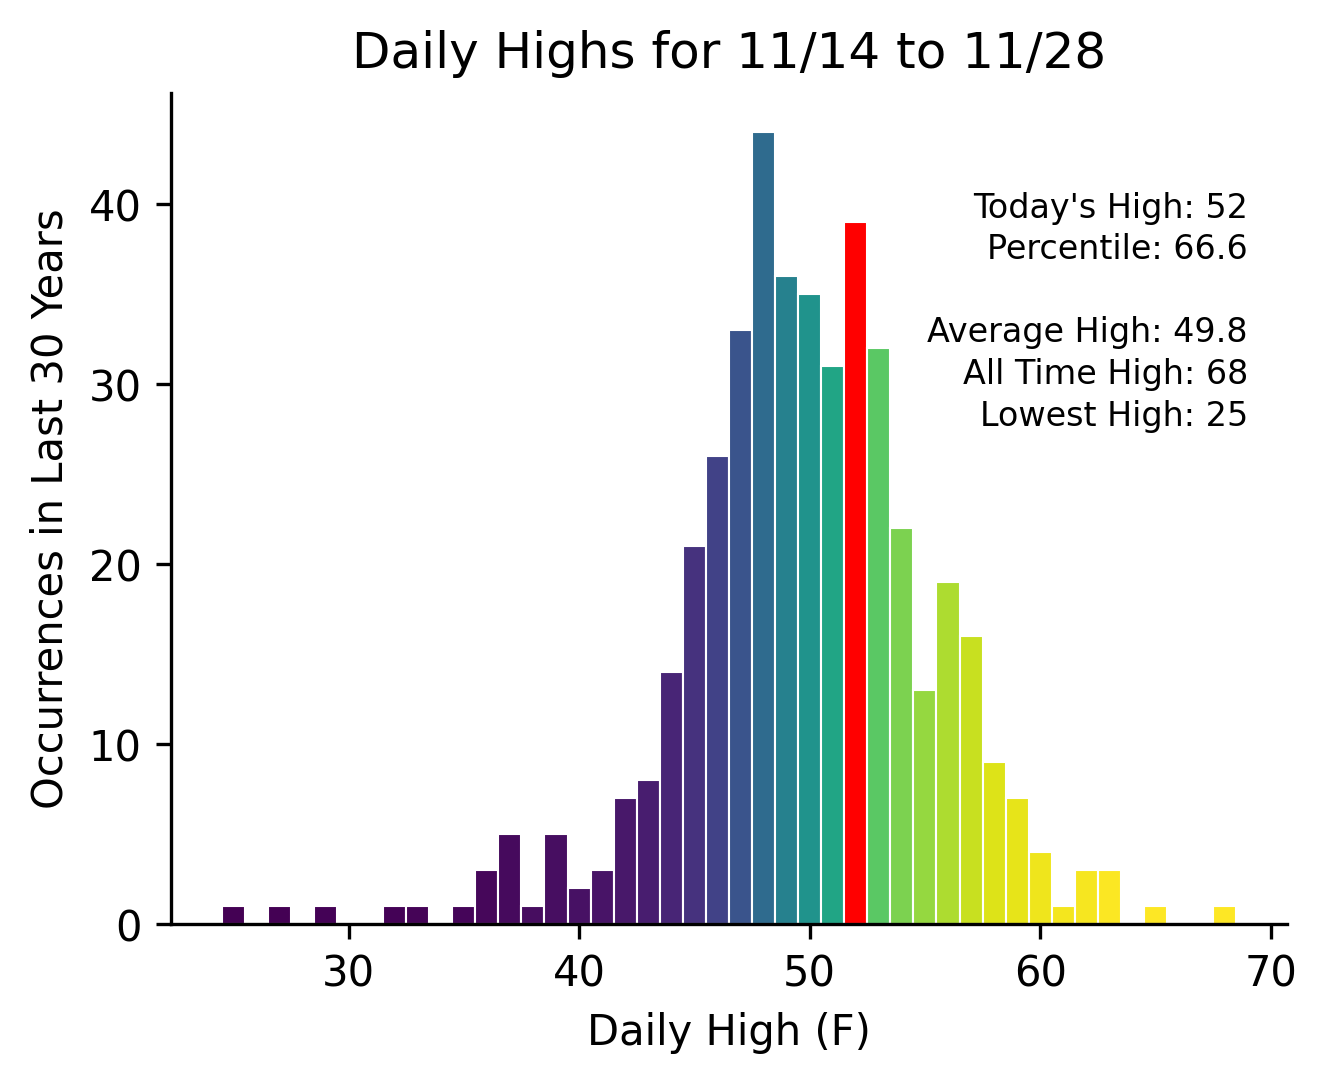 Daily Highs for 11/14 to 11/28
Today's High: 52
Percentile: 66.6
Average High: 49.8
All Time High: 68
Lowest High: 25
Occurrences in Last 30 Years
40
30
20
10
0
30 40 50 60 70
Daily High (F)